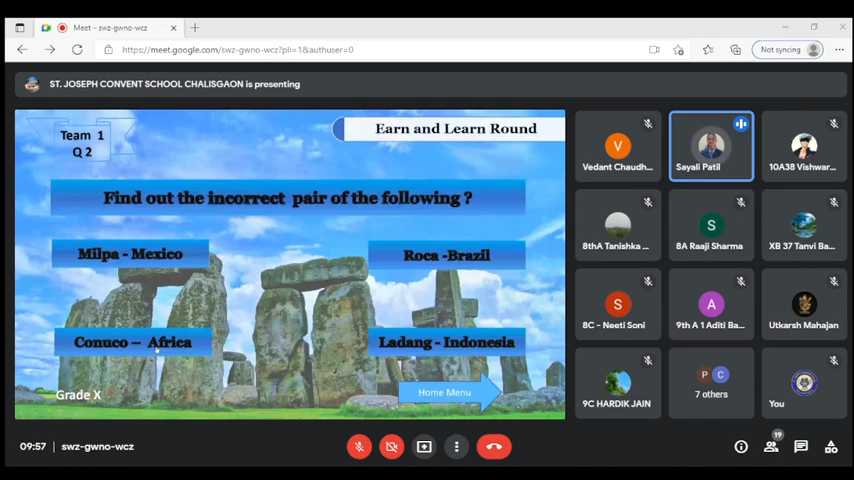 Meet – swz-gwno-wcz
https://meet.google.com/swz-gwno-wcz?pli=1&authuser=0
Not syncing
ST. JOSEPH CONVENT SCHOOL CHALISGAON is presenting
Team 1
Q 2
Earn and Learn Round
Find out the incorrect pair of the following ?
Milpa - Mexico
Roca -Brazil
Conuco – Africa
Ladang - Indonesia
Grade X
Home Menu
V
Vedant Chaudh...
Sayali Patil
10A38 Vishwar...
8thA Tanishka ...
S
8A Raaji Sharma
XB 37 Tanvi Ba...
S
8C - Neeti Soni
A
9th A 1 Aditi Ba...
Utkarsh Mahajan
9C HARDIK JAIN
P C
7 others
You
09:57 | swz-gwno-wcz
19